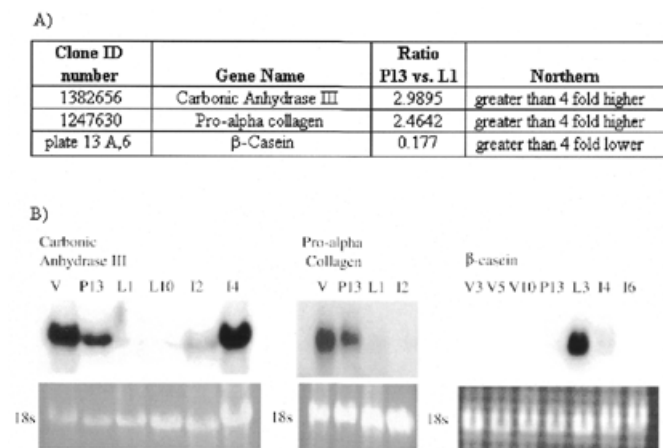 A)
Clone ID number Gene Name Ratio P13 vs. L1 Northern
1382656 Carbonic Anhydrase III 2.9895 greater than 4 fold higher
1247630 Pro-alpha collagen 2.4642 greater than 4 fold higher
plate 13 A,6 β-Casein 0.177 greater than 4 fold lower
B)
Carbonic
Anhydrase III
V P13 L1 L10 I2 I4
18s
Pro-alpha
Collagen
V P13 L1 I2
18s
β-casein
V3 V5 V10 P13 L3 I4 I6
18s